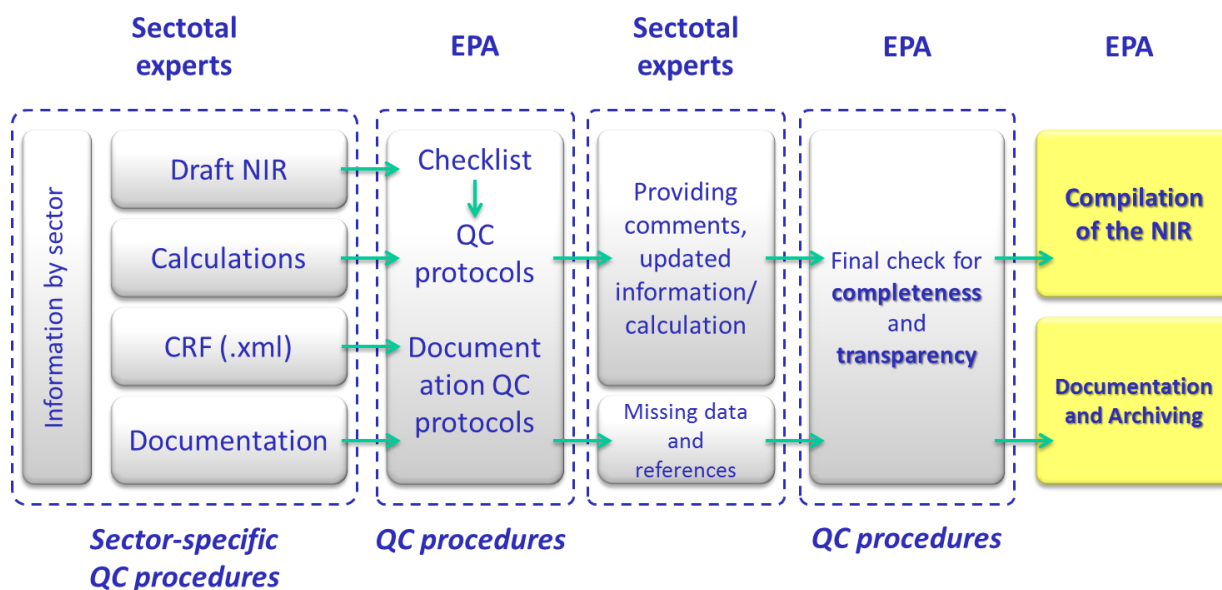 Sectotal
experts
EPA
Sectotal
experts
EPA
EPA
Information by sector
Draft NIR
Calculations
CRF (.xml)
Documentation
Checklist
QC
protocols
Document
ation QC
protocols
Providing
comments,
updated
information/
calculation
Missing data
and
references
Final check for
completeness
and
transparency
Compilation
of the NIR
Documentation
and Archiving
Sector-specific
QC procedures
QC procedures
QC procedures